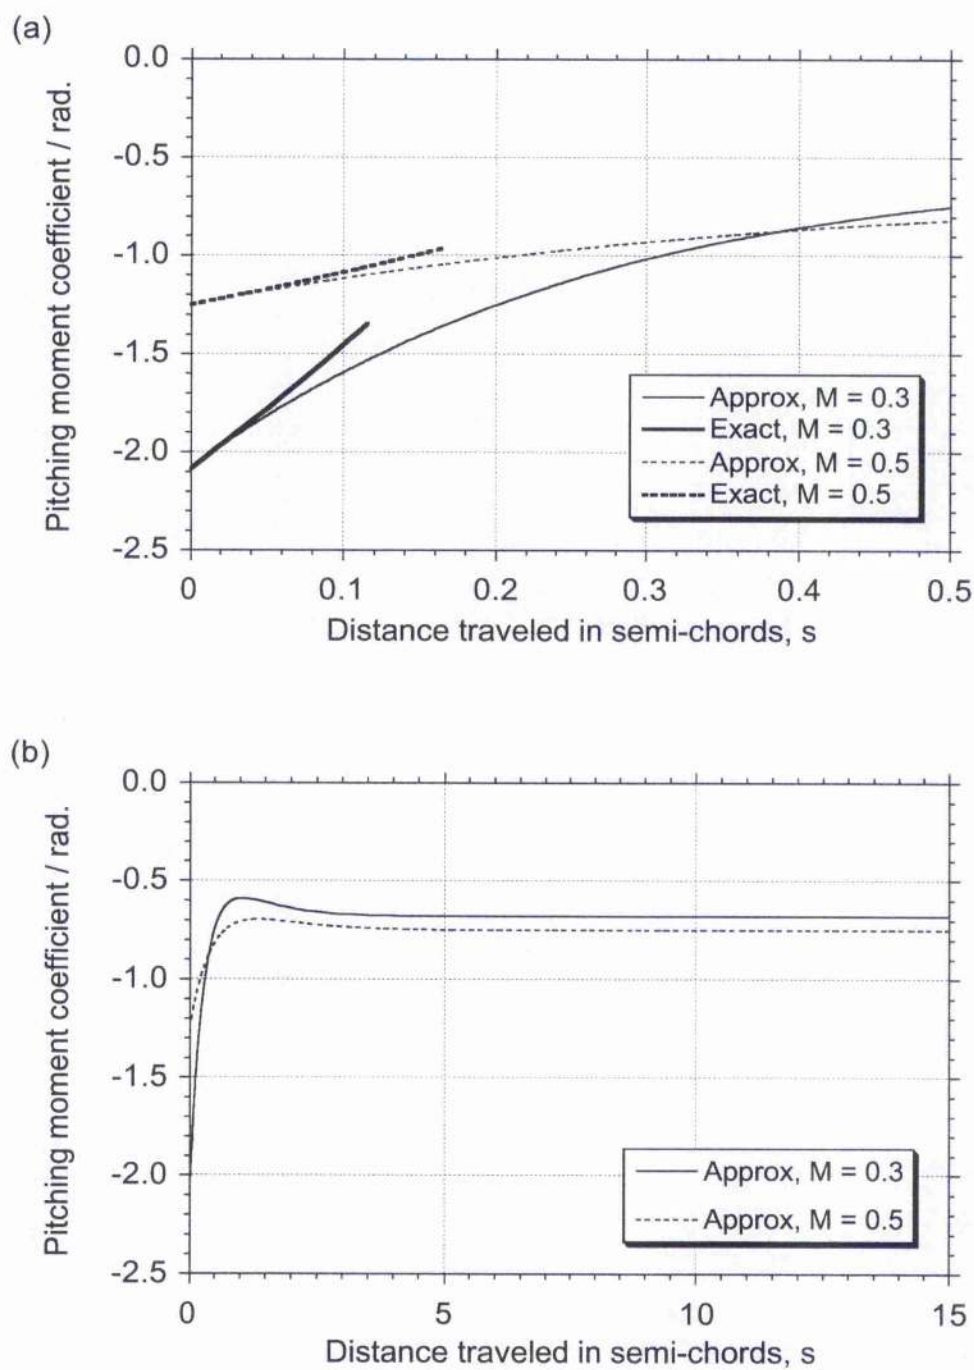 (a)
Pitching moment coefficient / rad.
0.0
-0.5
-1.0
-1.5
-2.0
-2.5
Approx, M = 0.3
Exact, M = 0.3
Approx, M = 0.5
Exact, M = 0.5
0 0.1 0.2 0.3 0.4 0.5
Distance traveled in semi-chords, s
(b)
Pitching moment coefficient / rad.
0.0
-0.5
-1.0
-1.5
-2.0
-2.5
Approx, M = 0.3
Approx, M = 0.5
0 5 10 15
Distance traveled in semi-chords, s